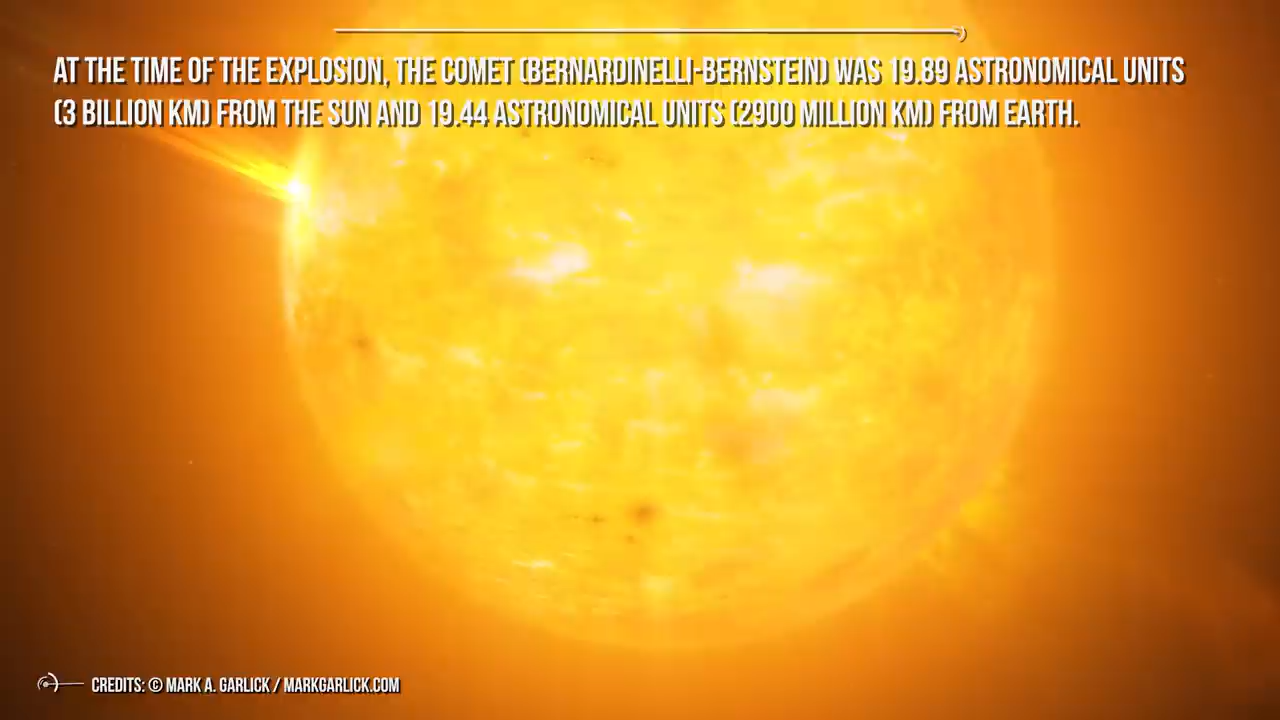 AT THE TIME OF THE EXPLOSION, THE COMET (BERNARDINELLI-BERNSTEIN) WAS 19.89 ASTRONOMICAL UNITS
(3 BILLION KM) FROM THE SUN AND 19.44 ASTRONOMICAL UNITS (2900 MILLION KM) FROM EARTH.
CREDITS: © MARK A. GARLICK / MARKGARLICK.COM